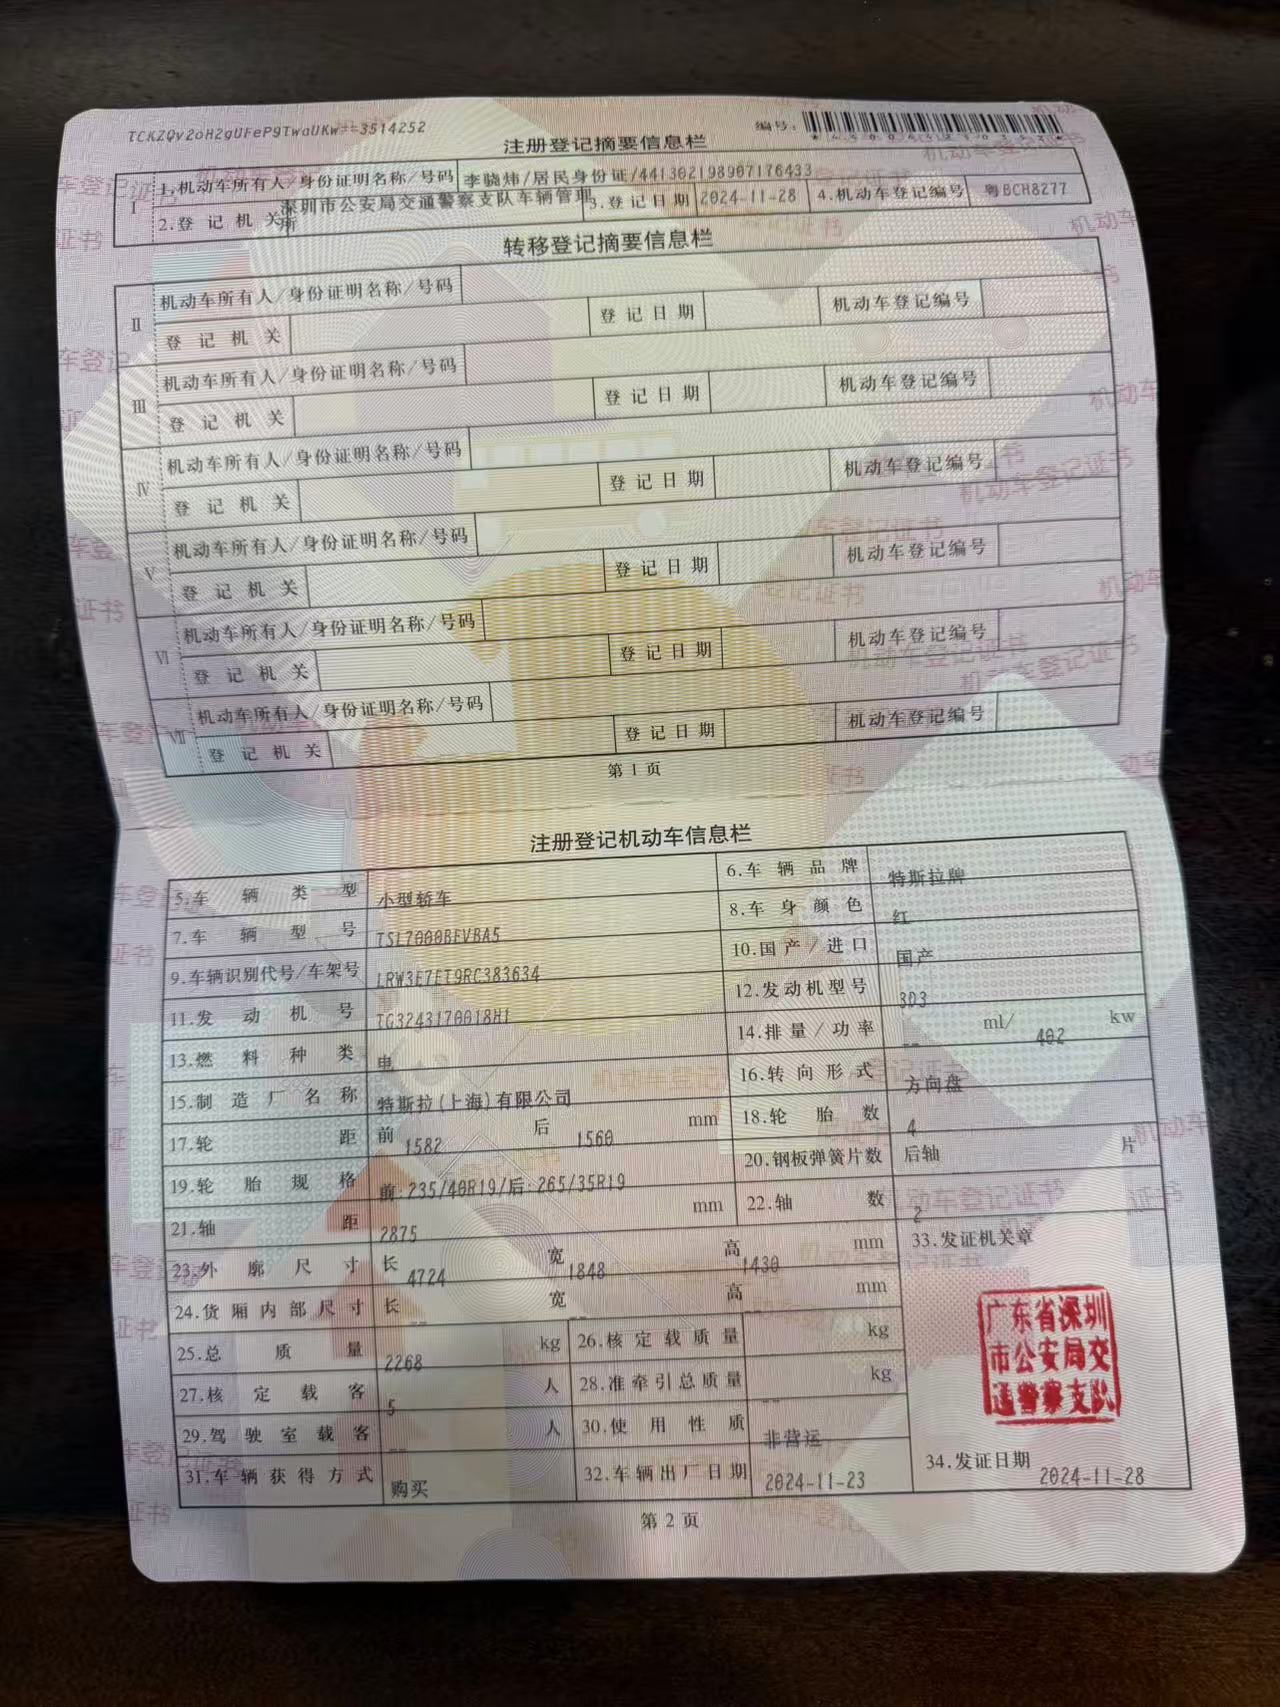 TCKZQv2oH2gUFeP9TwaUKw==3514252
编号:
注册登记摘要信息栏
I 1.机动车所有人/身份证明名称/号码 李骁炜/居民身份证/441302198907176433
2.登记机关 深圳市公安局交通警察支队车辆管理所 3.登记日期 2024-11-28 4.机动车登记编号 粤BCH8277
转移登记摘要信息栏
II 机动车所有人/身份证明名称/号码
登记机关 登记日期 机动车登记编号
III 机动车所有人/身份证明名称/号码
登记机关 登记日期 机动车登记编号
IV 机动车所有人/身份证明名称/号码
登记机关 登记日期 机动车登记编号
V 机动车所有人/身份证明名称/号码
登记机关 登记日期 机动车登记编号
VI 机动车所有人/身份证明名称/号码
登记机关 登记日期 机动车登记编号
VII 机动车所有人/身份证明名称/号码
登记机关 登记日期 机动车登记编号
第1页
注册登记机动车信息栏
5.车辆类型 小型轿车 6.车辆品牌 特斯拉牌
7.车辆型号 TSL7000BEVBA5 8.车身颜色 红
9.车辆识别代号/车架号 LRW3E7ET9RC383634 10.国产/进口 国产
11.发动机号 TG3243170018H1 12.发动机型号 3D3
13.燃料种类 电 14.排量/功率 -- ml/ 402 kw
15.制造厂名称 特斯拉(上海)有限公司 16.转向形式 方向盘
17.轮距 前 1582 后 1560 mm 18.轮胎数 4
19.轮胎规格 前:235/40R19/后:265/35R19 20.钢板弹簧片数 后轴 片
21.轴距 2875 mm 22.轴数 2
23.外廓尺寸 长 4724 宽 1848 高 1430 mm 33.发证机关章
24.货厢内部尺寸 长 -- 宽 高 -- mm
25.总质量 2268 kg 26.核定载质量 kg
27.核定载客 5 人 28.准牵引总质量 -- kg
29.驾驶室载客 -- 人 30.使用性质 非营运
31.车辆获得方式 购买 32.车辆出厂日期 2024-11-23 34.发证日期 2024-11-28
广东省深圳
市公安局交
通警察支队
第2页